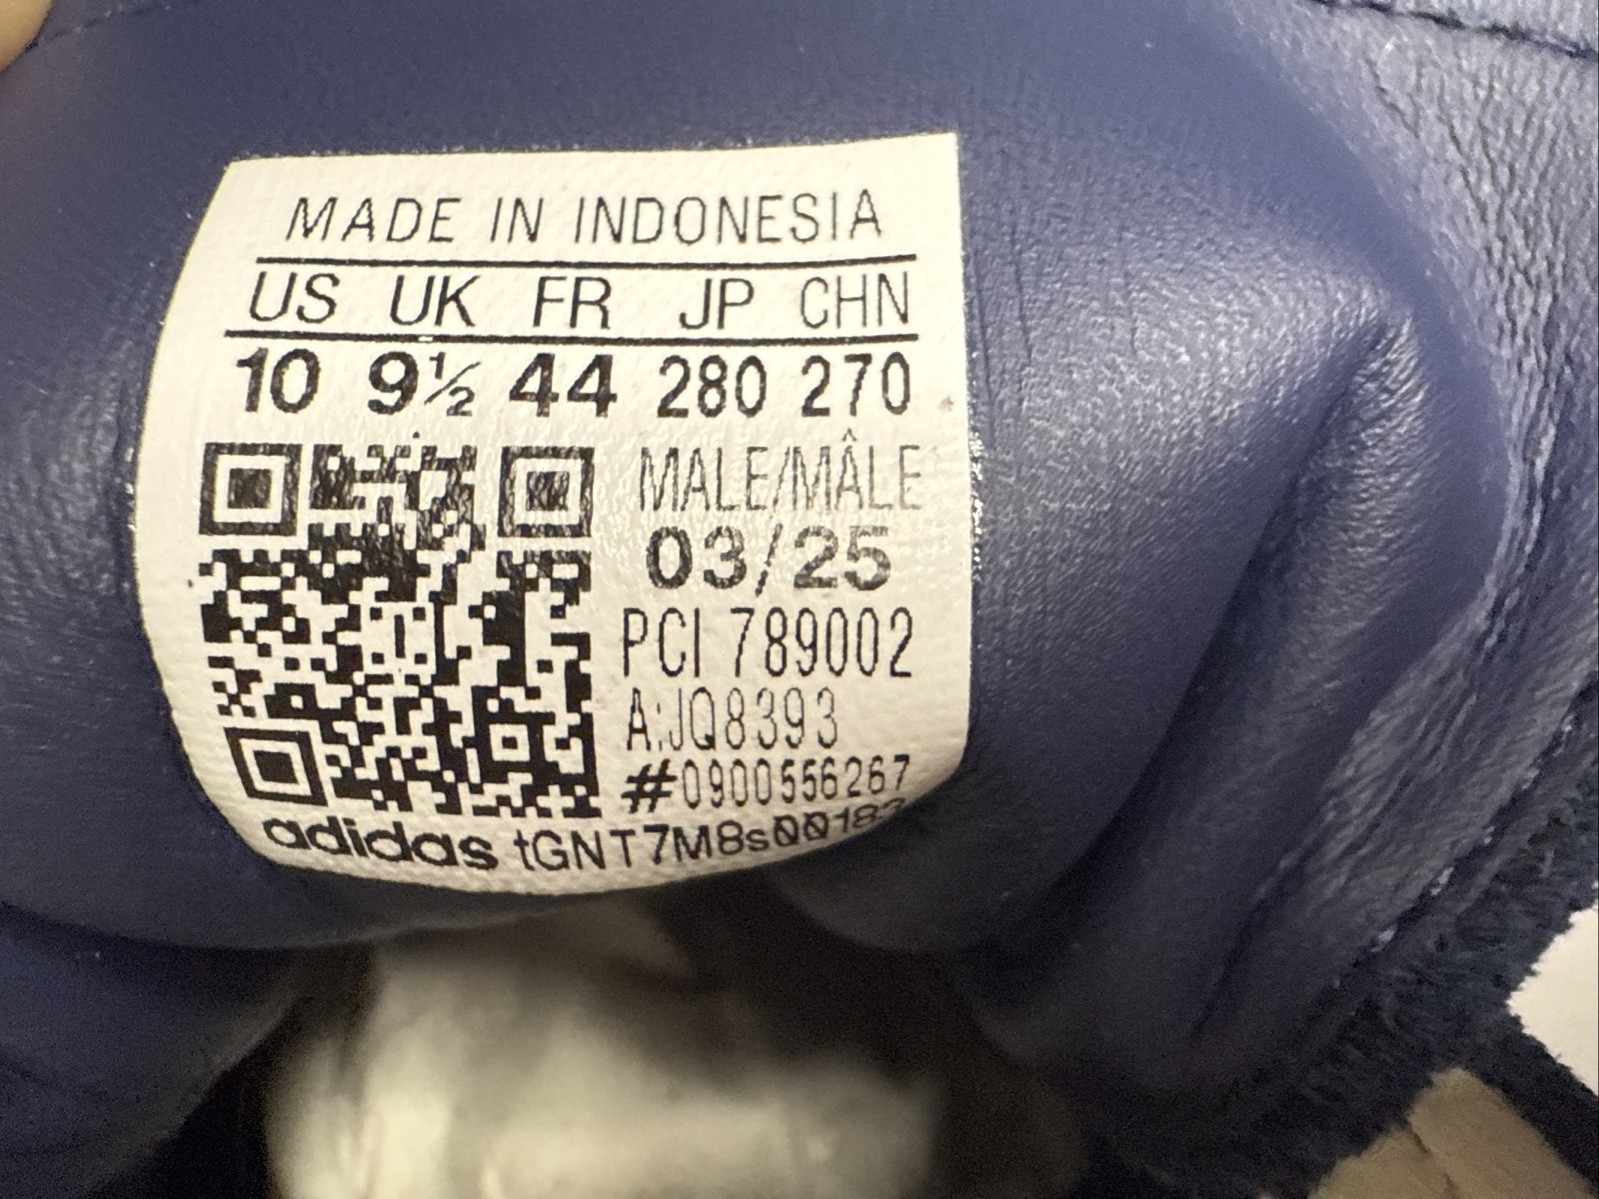 MADE IN INDONESIA
US UK FR JP CHN
10 9½ 44 280 270
MALE/MÂLE
03/25
PCI 789002
A:JQ8393
#0900556267
adidas